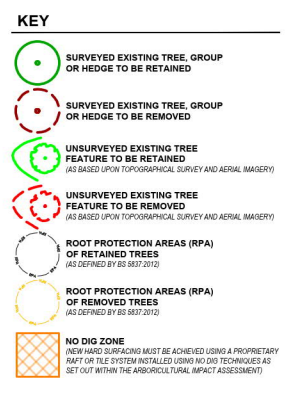 KEY
SURVEYED EXISTING TREE, GROUP
OR HEDGE TO BE RETAINED
SURVEYED EXISTING TREE, GROUP
OR HEDGE TO BE REMOVED
UNSURVEYED EXISTING TREE
FEATURE TO BE RETAINED
(AS BASED UPON TOPOGRAPHICAL SURVEY AND AERIAL IMAGERY)
UNSURVEYED EXISTING TREE
FEATURE TO BE REMOVED
(AS BASED UPON TOPOGRAPHICAL SURVEY AND AERIAL IMAGERY)
ROOT PROTECTION AREAS (RPA)
OF RETAINED TREES
(AS DEFINED BY BS 5837:2012)
ROOT PROTECTION AREAS (RPA)
OF REMOVED TREES
(AS DEFINED BY BS 5837:2012)
NO DIG ZONE
(NEW HARD SURFACING MUST BE ACHIEVED USING A PROPRIETARY
RAFT OR TILE SYSTEM INSTALLED USING NO DIG TECHNIQUES AS
SET OUT WITHIN THE ARBORICULTURAL IMPACT ASSESSMENT)